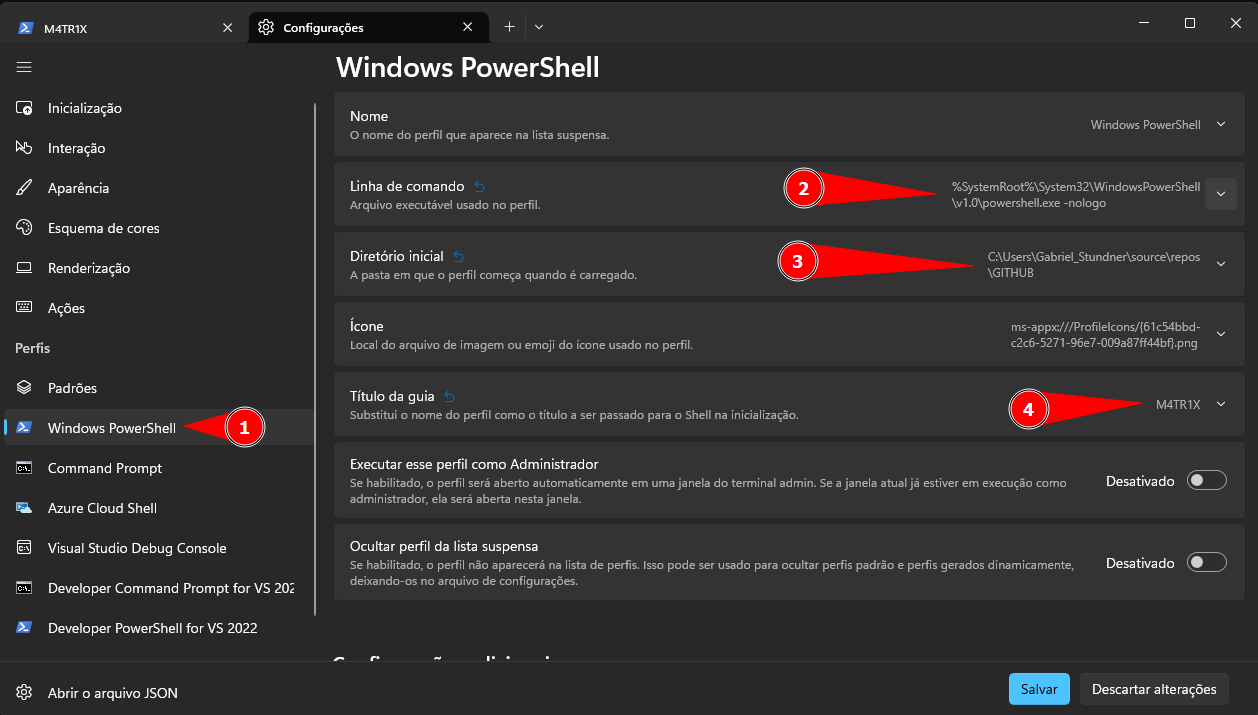 M4TR1X
Configurações
Windows PowerShell
Inicialização
Interação
Aparência
Esquema de cores
Renderização
Ações
Perfis
Padrões
Windows PowerShell
1
Command Prompt
Azure Cloud Shell
Visual Studio Debug Console
Developer Command Prompt for VS 202
Developer PowerShell for VS 2022
Abrir o arquivo JSON
Nome
O nome do perfil que aparece na lista suspensa.
Windows PowerShell
Linha de comando
Arquivo executável usado no perfil.
2
%SystemRoot%\System32\WindowsPowerShell
\v1.0\powershell.exe -nologo
Diretório inicial
A pasta em que o perfil começa quando é carregado.
3
C:\Users\Gabriel_Stundner\source\repos
\GITHUB
Ícone
Local do arquivo de imagem ou emoji do ícone usado no perfil.
ms-appx:///ProfileIcons/{61c54bbd-
c2c6-5271-96e7-009a87ff44bf}.png
Título da guia
Substitui o nome do perfil como o título a ser passado para o Shell na inicialização.
4
M4TR1X
Executar esse perfil como Administrador
Se habilitado, o perfil será aberto automaticamente em uma janela do terminal admin. Se a janela atual já estiver em execução como
administrador, ela será aberta nesta janela.
Desativado
Ocultar perfil da lista suspensa
Se habilitado, o perfil não aparecerá na lista de perfis. Isso pode ser usado para ocultar perfis padrão e perfis gerados dinamicamente,
deixando-os no arquivo de configurações.
Desativado
Salvar
Descartar alterações